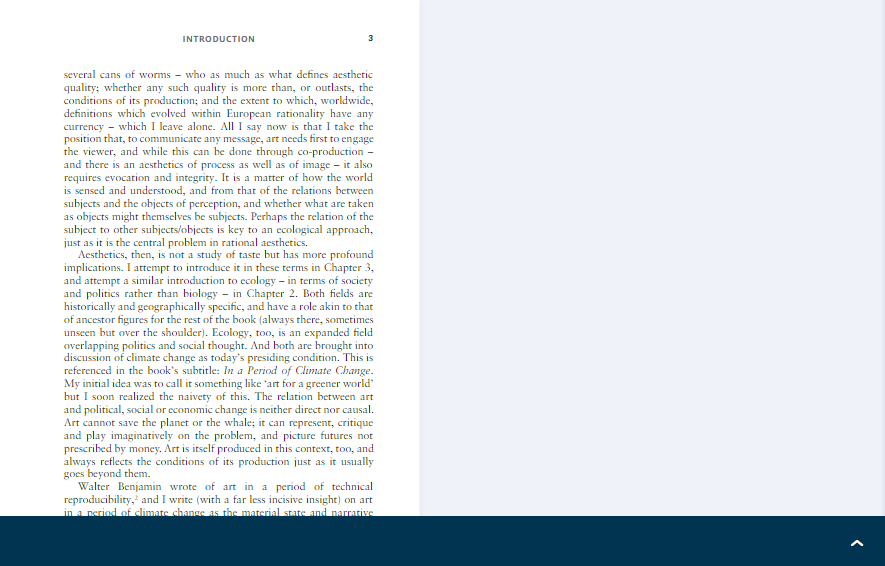 INTRODUCTION 3
several cans of worms – who as much as what defines aesthetic
quality; whether any such quality is more than, or outlasts, the
conditions of its production; and the extent to which, worldwide,
definitions which evolved within European rationality have any
currency – which I leave alone. All I say now is that I take the
position that, to communicate any message, art needs first to engage
the viewer, and while this can be done through co-production –
and there is an aesthetics of process as well as of image – it also
requires evocation and integrity. It is a matter of how the world
is sensed and understood, and from that of the relations between
subjects and the objects of perception, and whether what are taken
as objects might themselves be subjects. Perhaps the relation of the
subject to other subjects/objects is key to an ecological approach,
just as it is the central problem in rational aesthetics.
Aesthetics, then, is not a study of taste but has more profound
implications. I attempt to introduce it in these terms in Chapter 3,
and attempt a similar introduction to ecology – in terms of society
and politics rather than biology – in Chapter 2. Both fields are
historically and geographically specific, and have a role akin to that
of ancestor figures for the rest of the book (always there, sometimes
unseen but over the shoulder). Ecology, too, is an expanded field
overlapping politics and social thought. And both are brought into
discussion of climate change as today's presiding condition. This is
referenced in the book's subtitle: In a Period of Climate Change.
My initial idea was to call it something like 'art for a greener world'
but I soon realized the naivety of this. The relation between art
and political, social or economic change is neither direct nor causal.
Art cannot save the planet or the whale; it can represent, critique
and play imaginatively on the problem, and picture futures not
prescribed by money. Art is itself produced in this context, too, and
always reflects the conditions of its production just as it usually
goes beyond them.
Walter Benjamin wrote of art in a period of technical
reproducibility,² and I write (with a far less incisive insight) on art
in a period of climate change as the material state and narrative